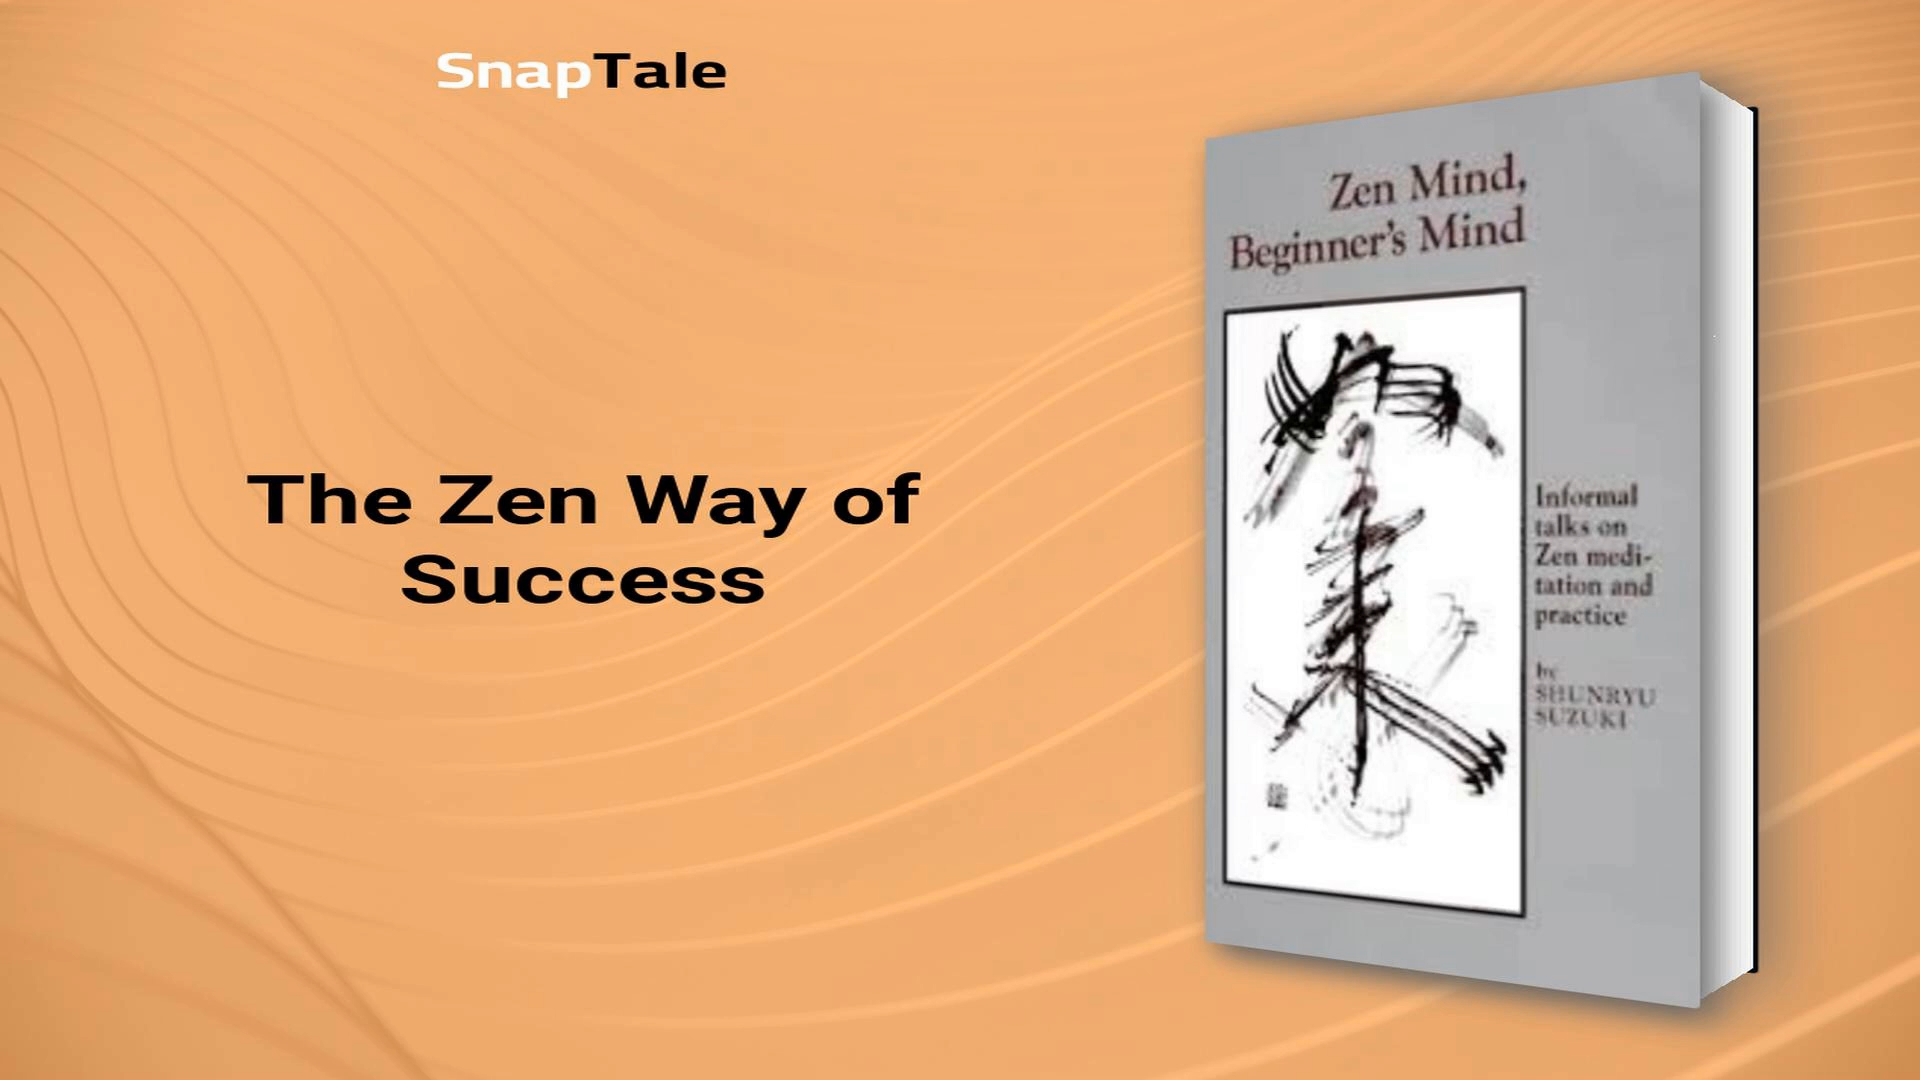 SnapTale
The Zen Way of
Success
Zen Mind,
Beginner's Mind
Informal
talks on
Zen medi-
tation and
practice
by
SHUNRYU
SUZUKI